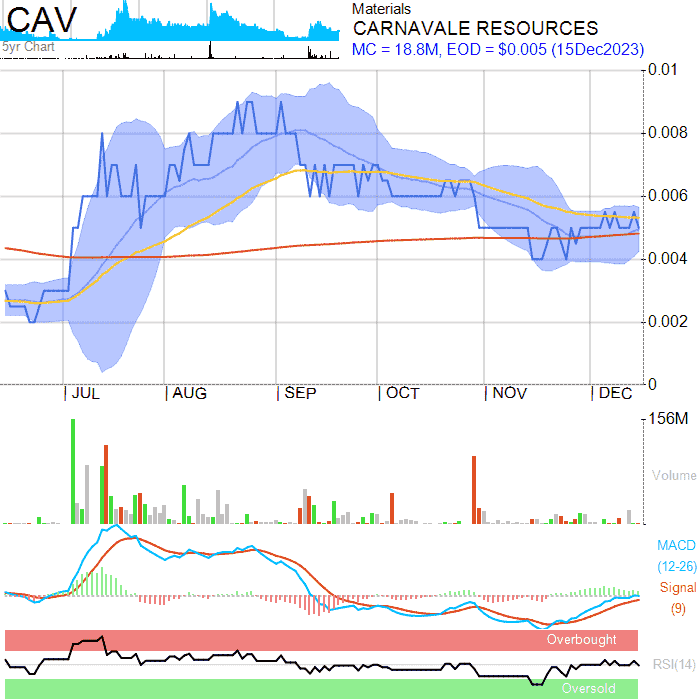 CAV
Materials
CARNAVALE RESOURCES
5yr Chart
MC = 18.8M, EOD = $0.005 (15Dec2023)
0.01
0.008
0.006
0.004
0.002
0
JUL AUG SEP OCT NOV DEC
156M
Volume
MACD
(12-26)
Signal
(9)
Overbought
RSI(14)
Oversold